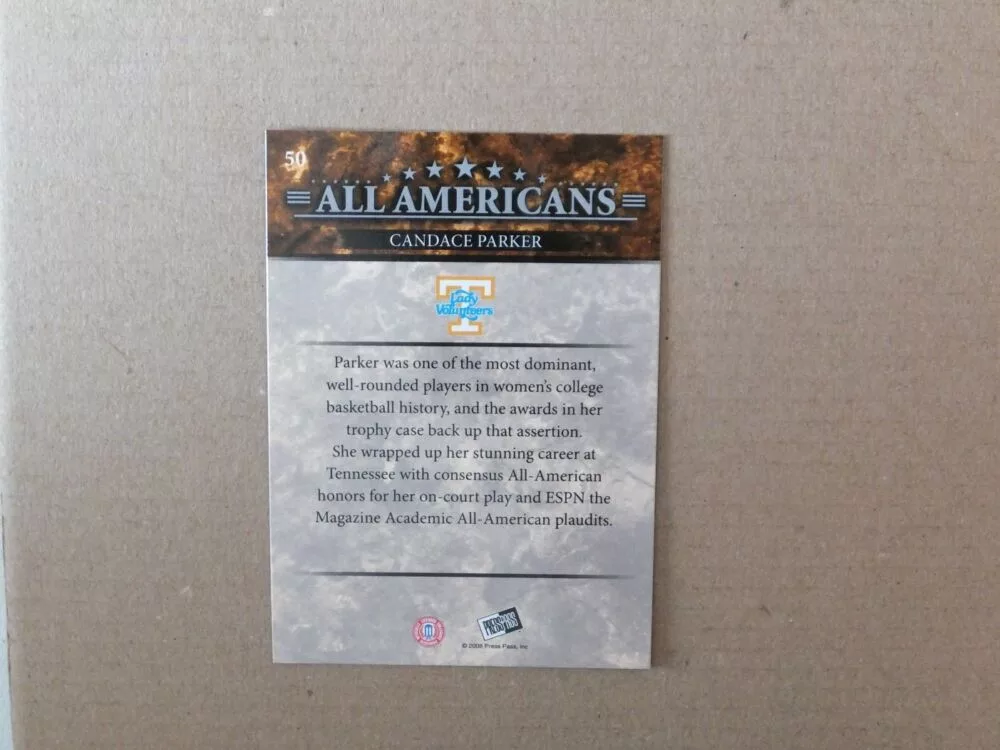 50
ALL AMERICANS
CANDACE PARKER
Lady
Volunteers
Parker was one of the most dominant,
well-rounded players in women's college
basketball history, and the awards in her
trophy case back up that assertion.
She wrapped up her stunning career at
Tennessee with consensus All-American
honors for her on-court play and ESPN the
Magazine Academic All-American plaudits.
© 2008 Press Pass, Inc